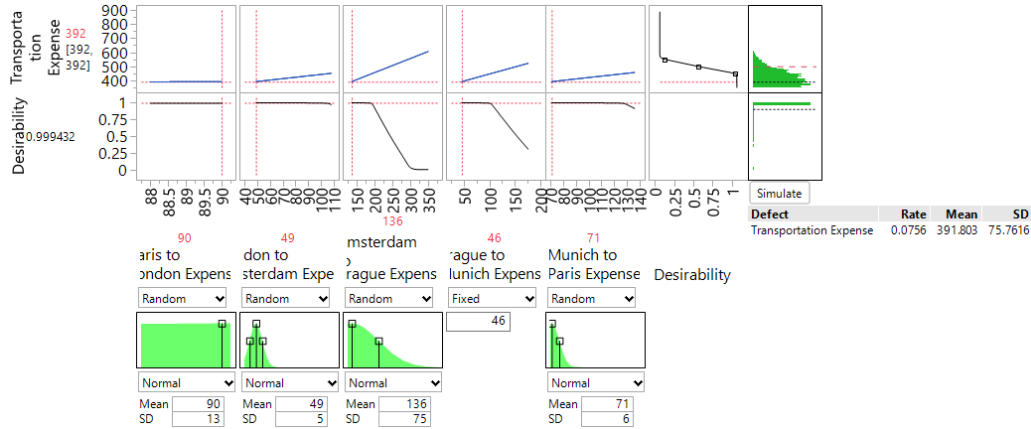 Transporta
tion
Expense
392
[392,
392]
900
800
700
600
500
400
Desirability
0.999432
1
0.75
0.5
0.25
0
88
88.5
89
89.5
90
40
50
60
70
80
90
100
110
100
150
200
250
300
350
50
100
150
200
70
80
90
100
110
120
130
140
0
0.25
0.5
0.75
1
90
49
136
46
71
aris to
ondon Expens
don to
sterdam Expe
msterdam
rague Expens
rague to
lunich Expens
Munich to
Paris Expense
Desirability
Random
Random
Random
Fixed
Random
46
Normal
Normal
Normal
Normal
Mean 90
SD 13
Mean 49
SD 5
Mean 136
SD 75
Mean 71
SD 6
Simulate
Defect Rate Mean SD
Transportation Expense 0.0756 391.803 75.7616